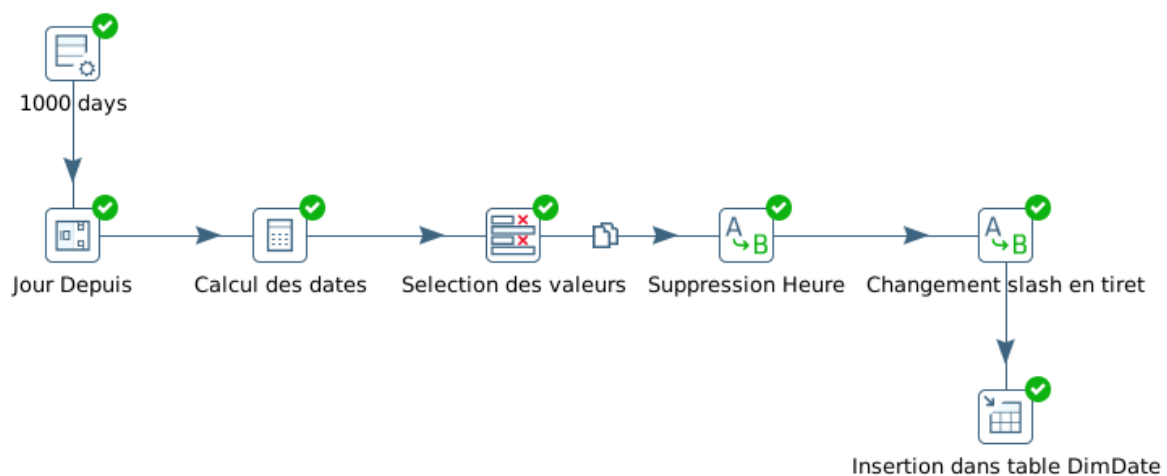 1000 days
Jour Depuis
Calcul des dates
Selection des valeurs
Suppression Heure
Changement slash en tiret
Insertion dans table DimDate